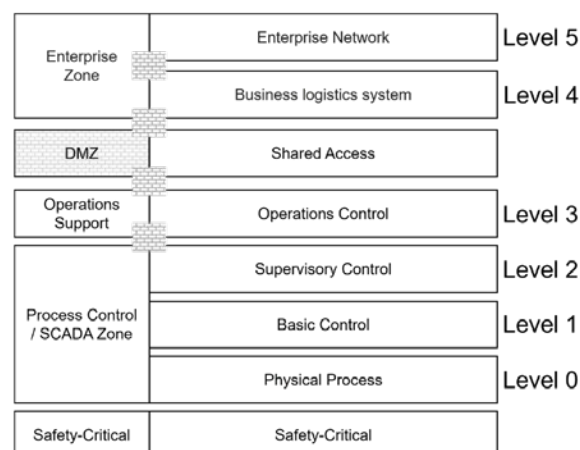 Enterprise
Zone
Enterprise Network
Level 5
Business logistics system
Level 4
DMZ
Shared Access
Operations
Support
Operations Control
Level 3
Process Control
/ SCADA Zone
Supervisory Control
Level 2
Basic Control
Level 1
Physical Process
Level 0
Safety-Critical
Safety-Critical